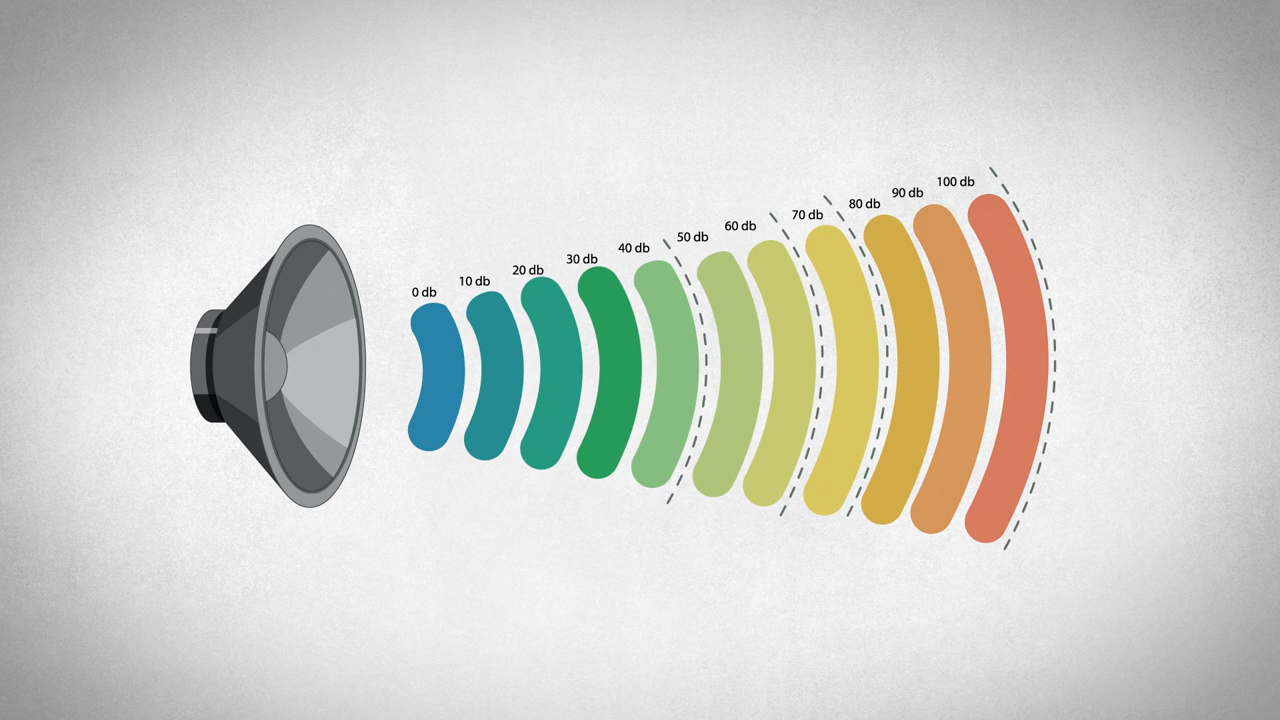 0 db
10 db
20 db
30 db
40 db
50 db
60 db
70 db
80 db
90 db
100 db